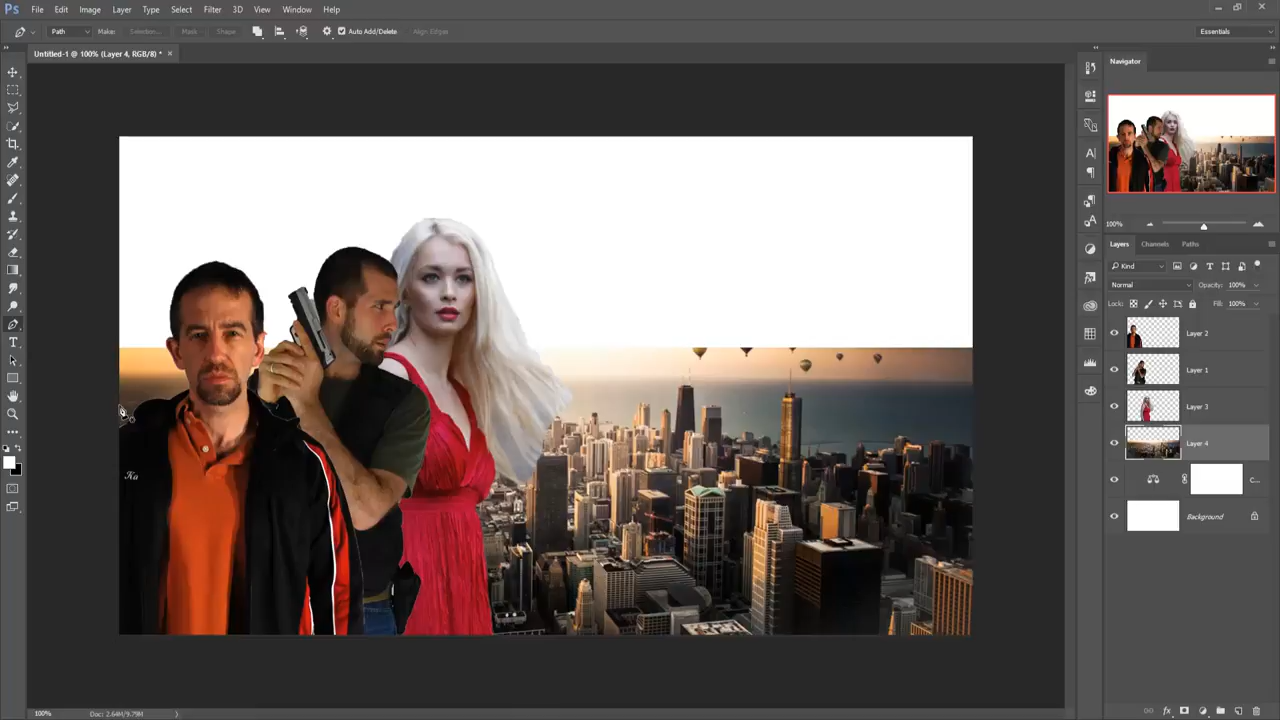 Ps File Edit Image Layer Type Select Filter 3D View Window Help
Path Make: Selection... Mask Shape Auto Add/Delete Align Edges Essentials
Untitled-1 @ 100% (Layer 4, RGB/8) * ×
Navigator
100%
Layers Channels Paths
Kind
Normal Opacity: 100%
Lock: Fill: 100%
Layer 2
Layer 1
Layer 3
Layer 4
C...
Background
Ka
100% Doc: 2.64M/9.79M